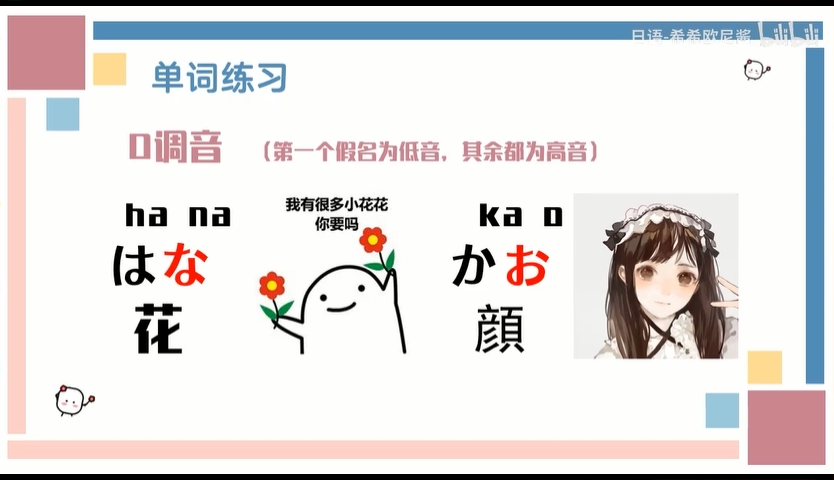 日语-希希欧尼酱 bilibili
单词练习
0调音 (第一个假名为低音，其余都为高音)
ha na
はな
花
我有很多小花花
你要吗
ka o
かお
顔